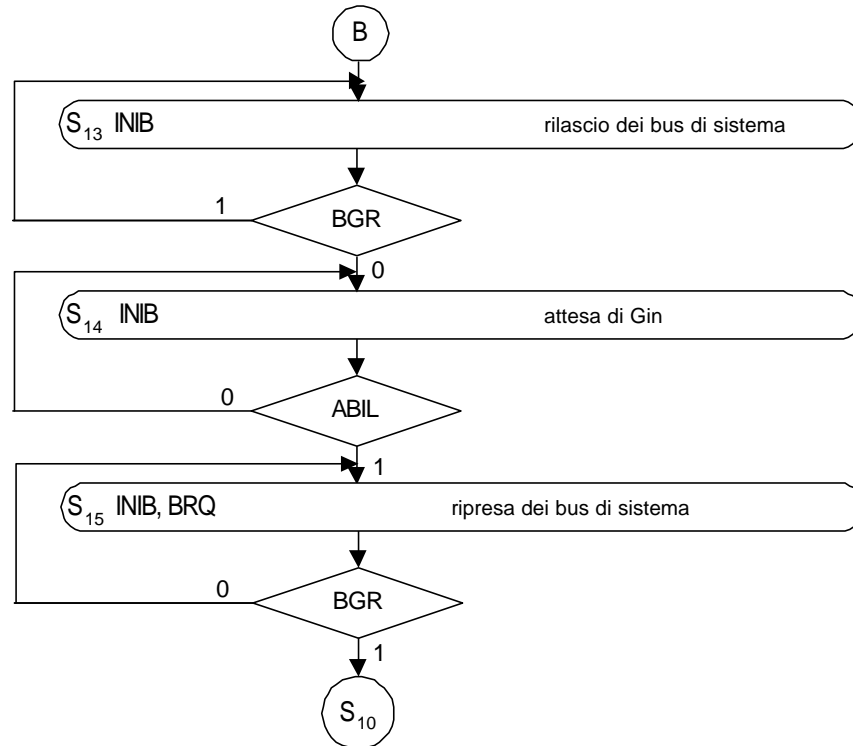 B
S13 INIB rilascio dei bus di sistema
1
BGR
0
S14 INIB attesa di Gin
0
ABIL
1
S15 INIB, BRQ ripresa dei bus di sistema
0
BGR
1
S10